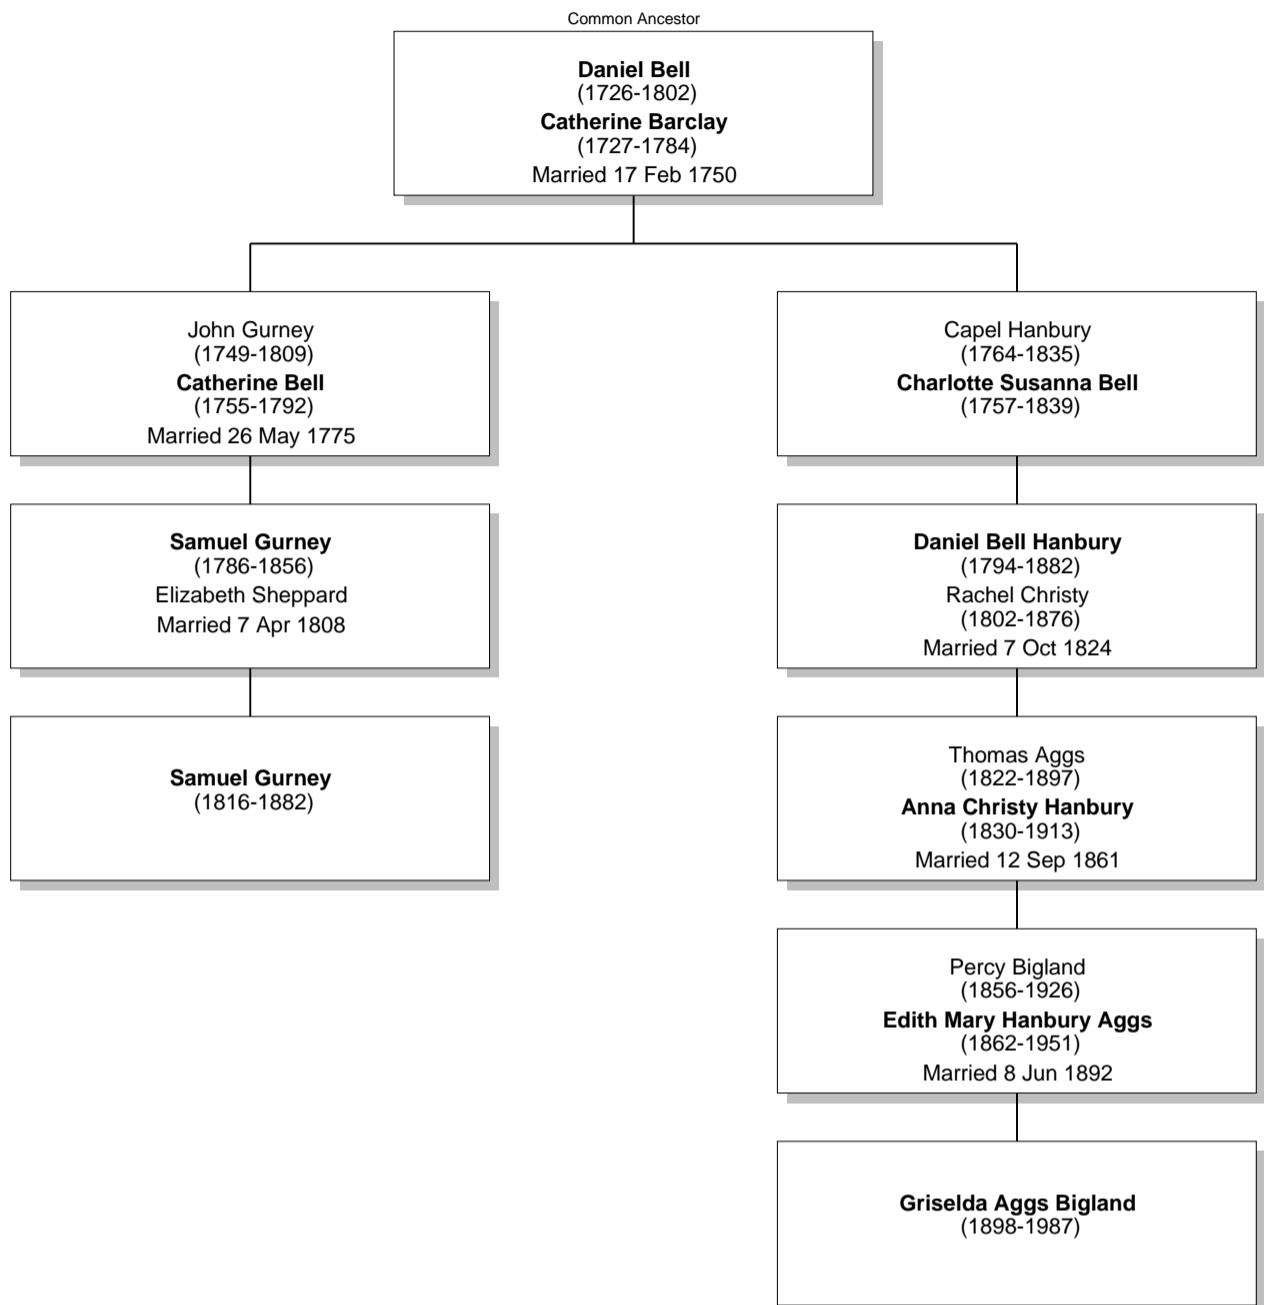 Common Ancestor
Daniel Bell
(1726-1802)
Catherine Barclay
(1727-1784)
Married 17 Feb 1750
John Gurney
(1749-1809)
Catherine Bell
(1755-1792)
Married 26 May 1775
Capel Hanbury
(1764-1835)
Charlotte Susanna Bell
(1757-1839)
Samuel Gurney
(1786-1856)
Elizabeth Sheppard
Married 7 Apr 1808
Daniel Bell Hanbury
(1794-1882)
Rachel Christy
(1802-1876)
Married 7 Oct 1824
Samuel Gurney
(1816-1882)
Thomas Aggs
(1822-1897)
Anna Christy Hanbury
(1830-1913)
Married 12 Sep 1861
Percy Bigland
(1856-1926)
Edith Mary Hanbury Aggs
(1862-1951)
Married 8 Jun 1892
Griselda Aggs Bigland
(1898-1987)